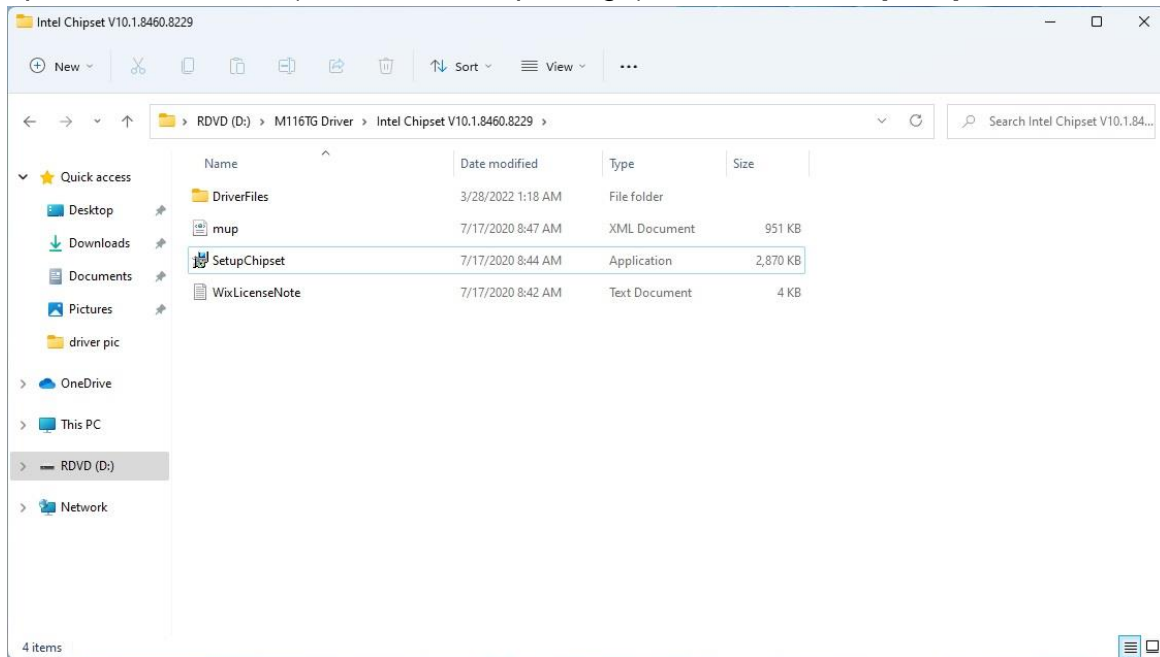 Intel Chipset V10.1.8460.8229
New
Sort
View
RDVD (D:) › M116TG Driver › Intel Chipset V10.1.8460.8229 ›
Search Intel Chipset V10.1.84...
Name Date modified Type Size
Quick access
Desktop
Downloads
Documents
Pictures
driver pic
OneDrive
This PC
RDVD (D:)
Network
DriverFiles 3/28/2022 1:18 AM File folder
mup 7/17/2020 8:47 AM XML Document 951 KB
SetupChipset 7/17/2020 8:44 AM Application 2,870 KB
WixLicenseNote 7/17/2020 8:42 AM Text Document 4 KB
4 items